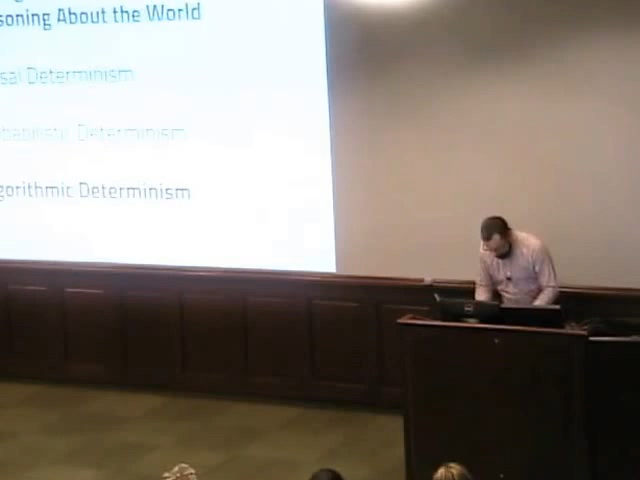 soning About the World
sal Determinism
babilistic Determinism
gorithmic Determinism